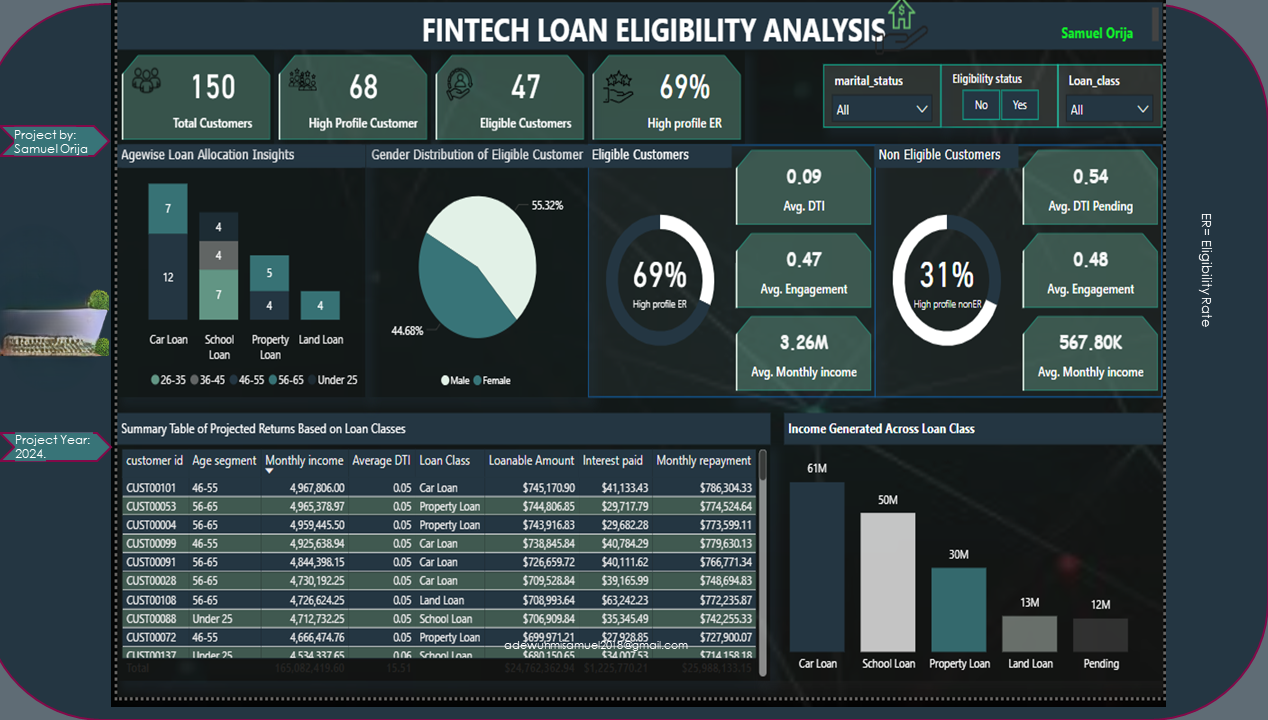 FINTECH LOAN ELIGIBILITY ANALYSIS
Samuel Orija
150
Total Customers
68
High Profile Customer
47
Eligible Customers
69%
High profile ER
marital_status
All
Eligibility status
No Yes
Loan_class
All
Project by:
Samuel Orija
Agewise Loan Allocation Insights
7
12
4
4
7
5
4
4
Car Loan
School
Loan
Property
Loan
Land Loan
26-35 36-45 46-55 56-65 Under 25
Gender Distribution of Eligible Customer
55.32%
44.68%
Male Female
Eligible Customers
69%
High profile ER
0.09
Avg. DTI
0.47
Avg. Engagement
3.26M
Avg. Monthly income
Non Eligible Customers
31%
High profile nonER
0.54
Avg. DTI Pending
0.48
Avg. Engagement
567.80K
Avg. Monthly income
ER= Eligibility Rate
Project Year:
2024.
Summary Table of Projected Returns Based on Loan Classes
customer id Age segment Monthly income Average DTI Loan Class Loanable Amount Interest paid Monthly repayment
CUST00101 46-55 4,967,806.00 0.05 Car Loan $745,170.90 $41,133.43 $786,304.33
CUST00053 56-65 4,965,378.97 0.05 Property Loan $744,806.85 $29,717.79 $774,524.64
CUST00004 56-65 4,959,445.50 0.05 Property Loan $743,916.83 $29,682.28 $773,599.11
CUST00099 46-55 4,925,638.94 0.05 Car Loan $738,845.84 $40,784.29 $779,630.13
CUST00091 56-65 4,844,398.15 0.05 Car Loan $726,659.72 $40,111.62 $766,771.34
CUST00028 56-65 4,730,192.25 0.05 Car Loan $709,528.84 $39,165.99 $748,694.83
CUST00108 56-65 4,726,624.25 0.05 Land Loan $708,993.64 $63,242.23 $772,235.87
CUST00088 Under 25 4,712,732.25 0.05 School Loan $706,909.84 $35,345.49 $742,255.33
CUST00072 46-55 4,666,474.76 0.05 Property Loan $699,971.21 $27,928.85 $727,900.07
adewunmisamuel2018@gmail.com
CUST00137 Under 25 4,534,337.65 0.06 School Loan $680,150.65 $34,007.53 $714,158.18
Total 165,082,419.60 15.51 $24,762,362.94 $1,225,770.21 $25,988,133.15
Income Generated Across Loan Class
61M
50M
30M
13M
12M
Car Loan School Loan Property Loan Land Loan Pending